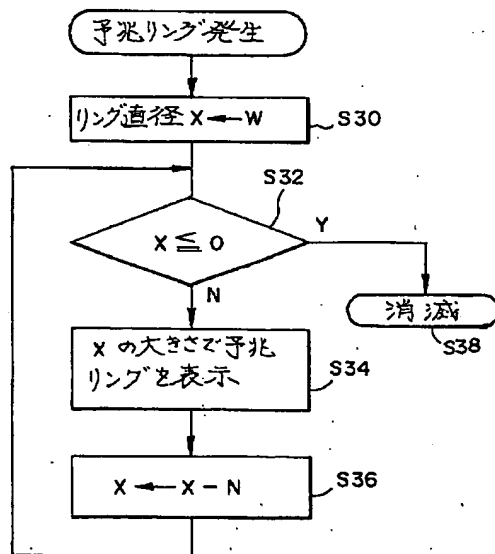 予兆リング発生
リング直径 X ← W
S30
S32
X ≦ 0
Y
N
消滅
S38
X の大きさで予兆
リングを表示
S34
X ← X − N
S36